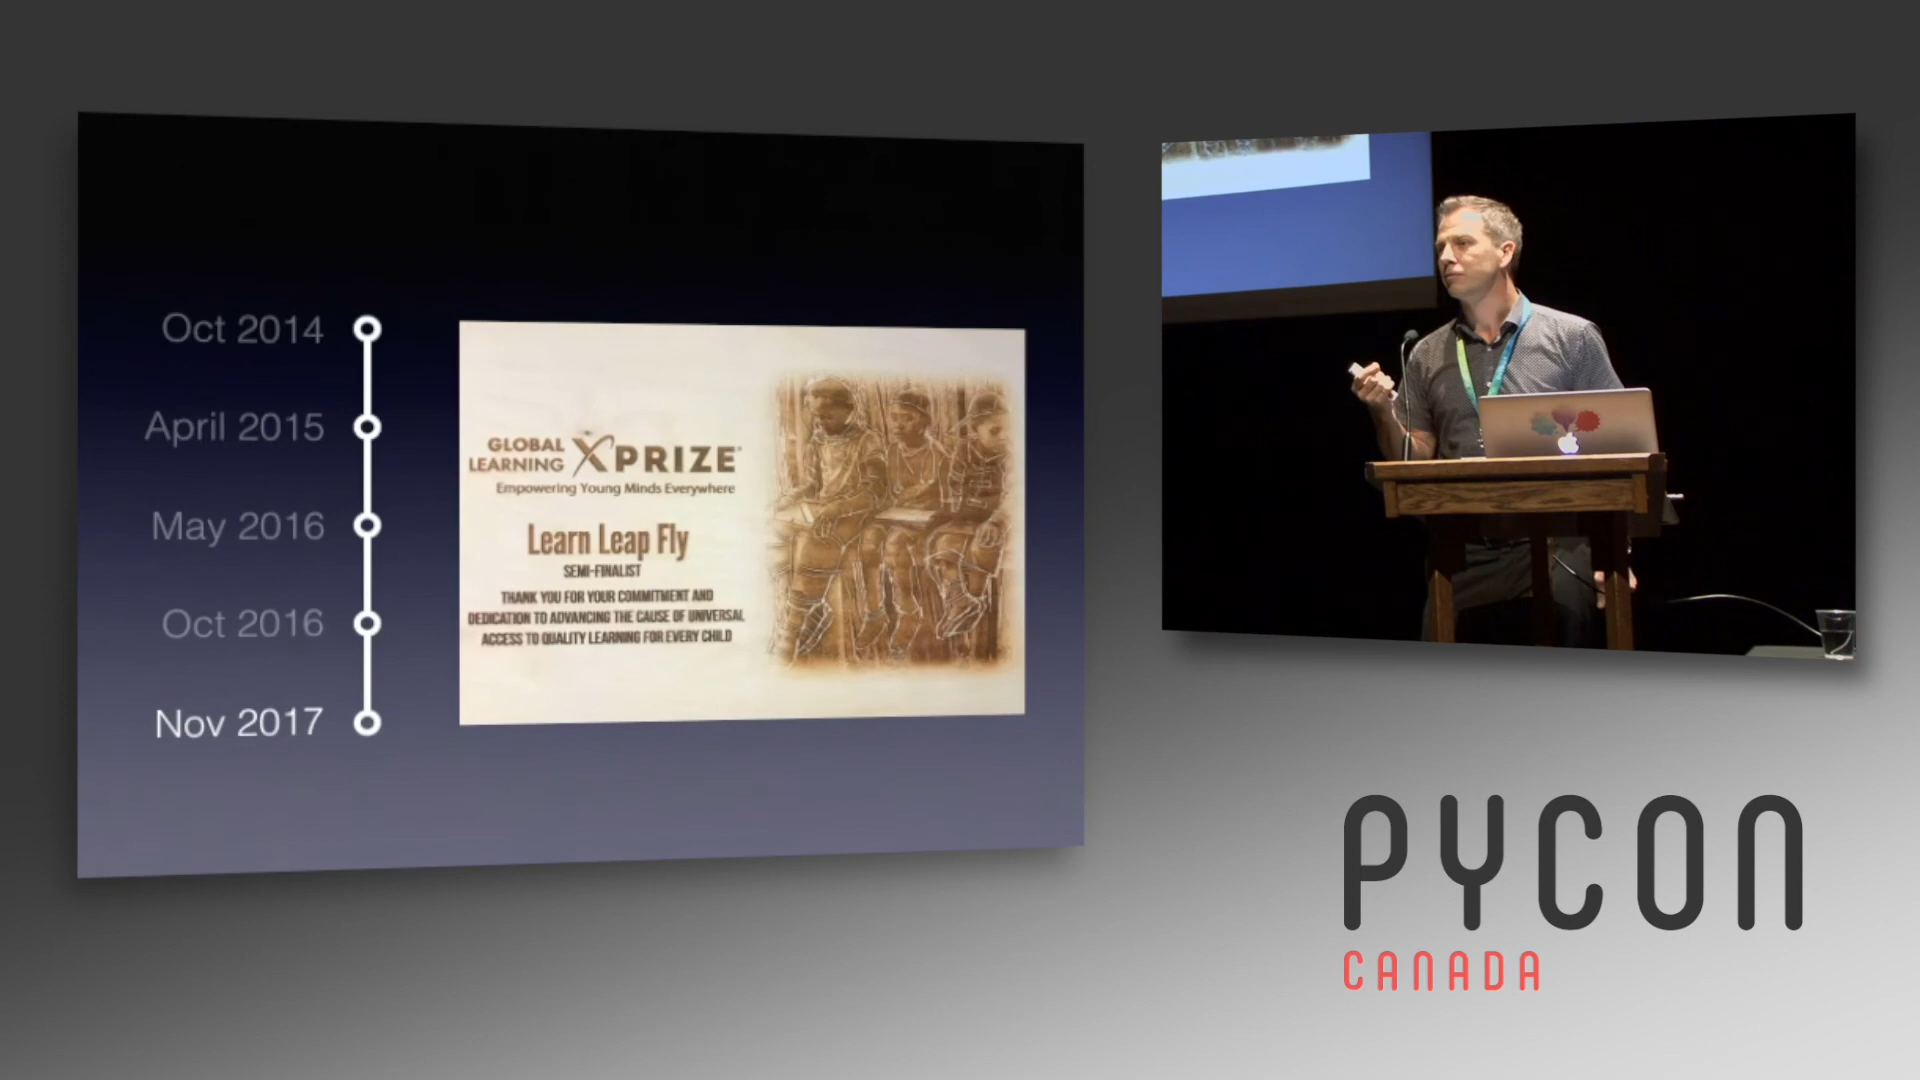 Oct 2014
April 2015
May 2016
Oct 2016
Nov 2017
GLOBAL
LEARNING
XPRIZE
Empowering Young Minds Everywhere
Learn Leap Fly
SEMI-FINALIST
THANK YOU FOR YOUR COMMITMENT AND
DEDICATION TO ADVANCING THE CAUSE OF UNIVERSAL
ACCESS TO QUALITY LEARNING FOR EVERY CHILD
PYCON
CANADA